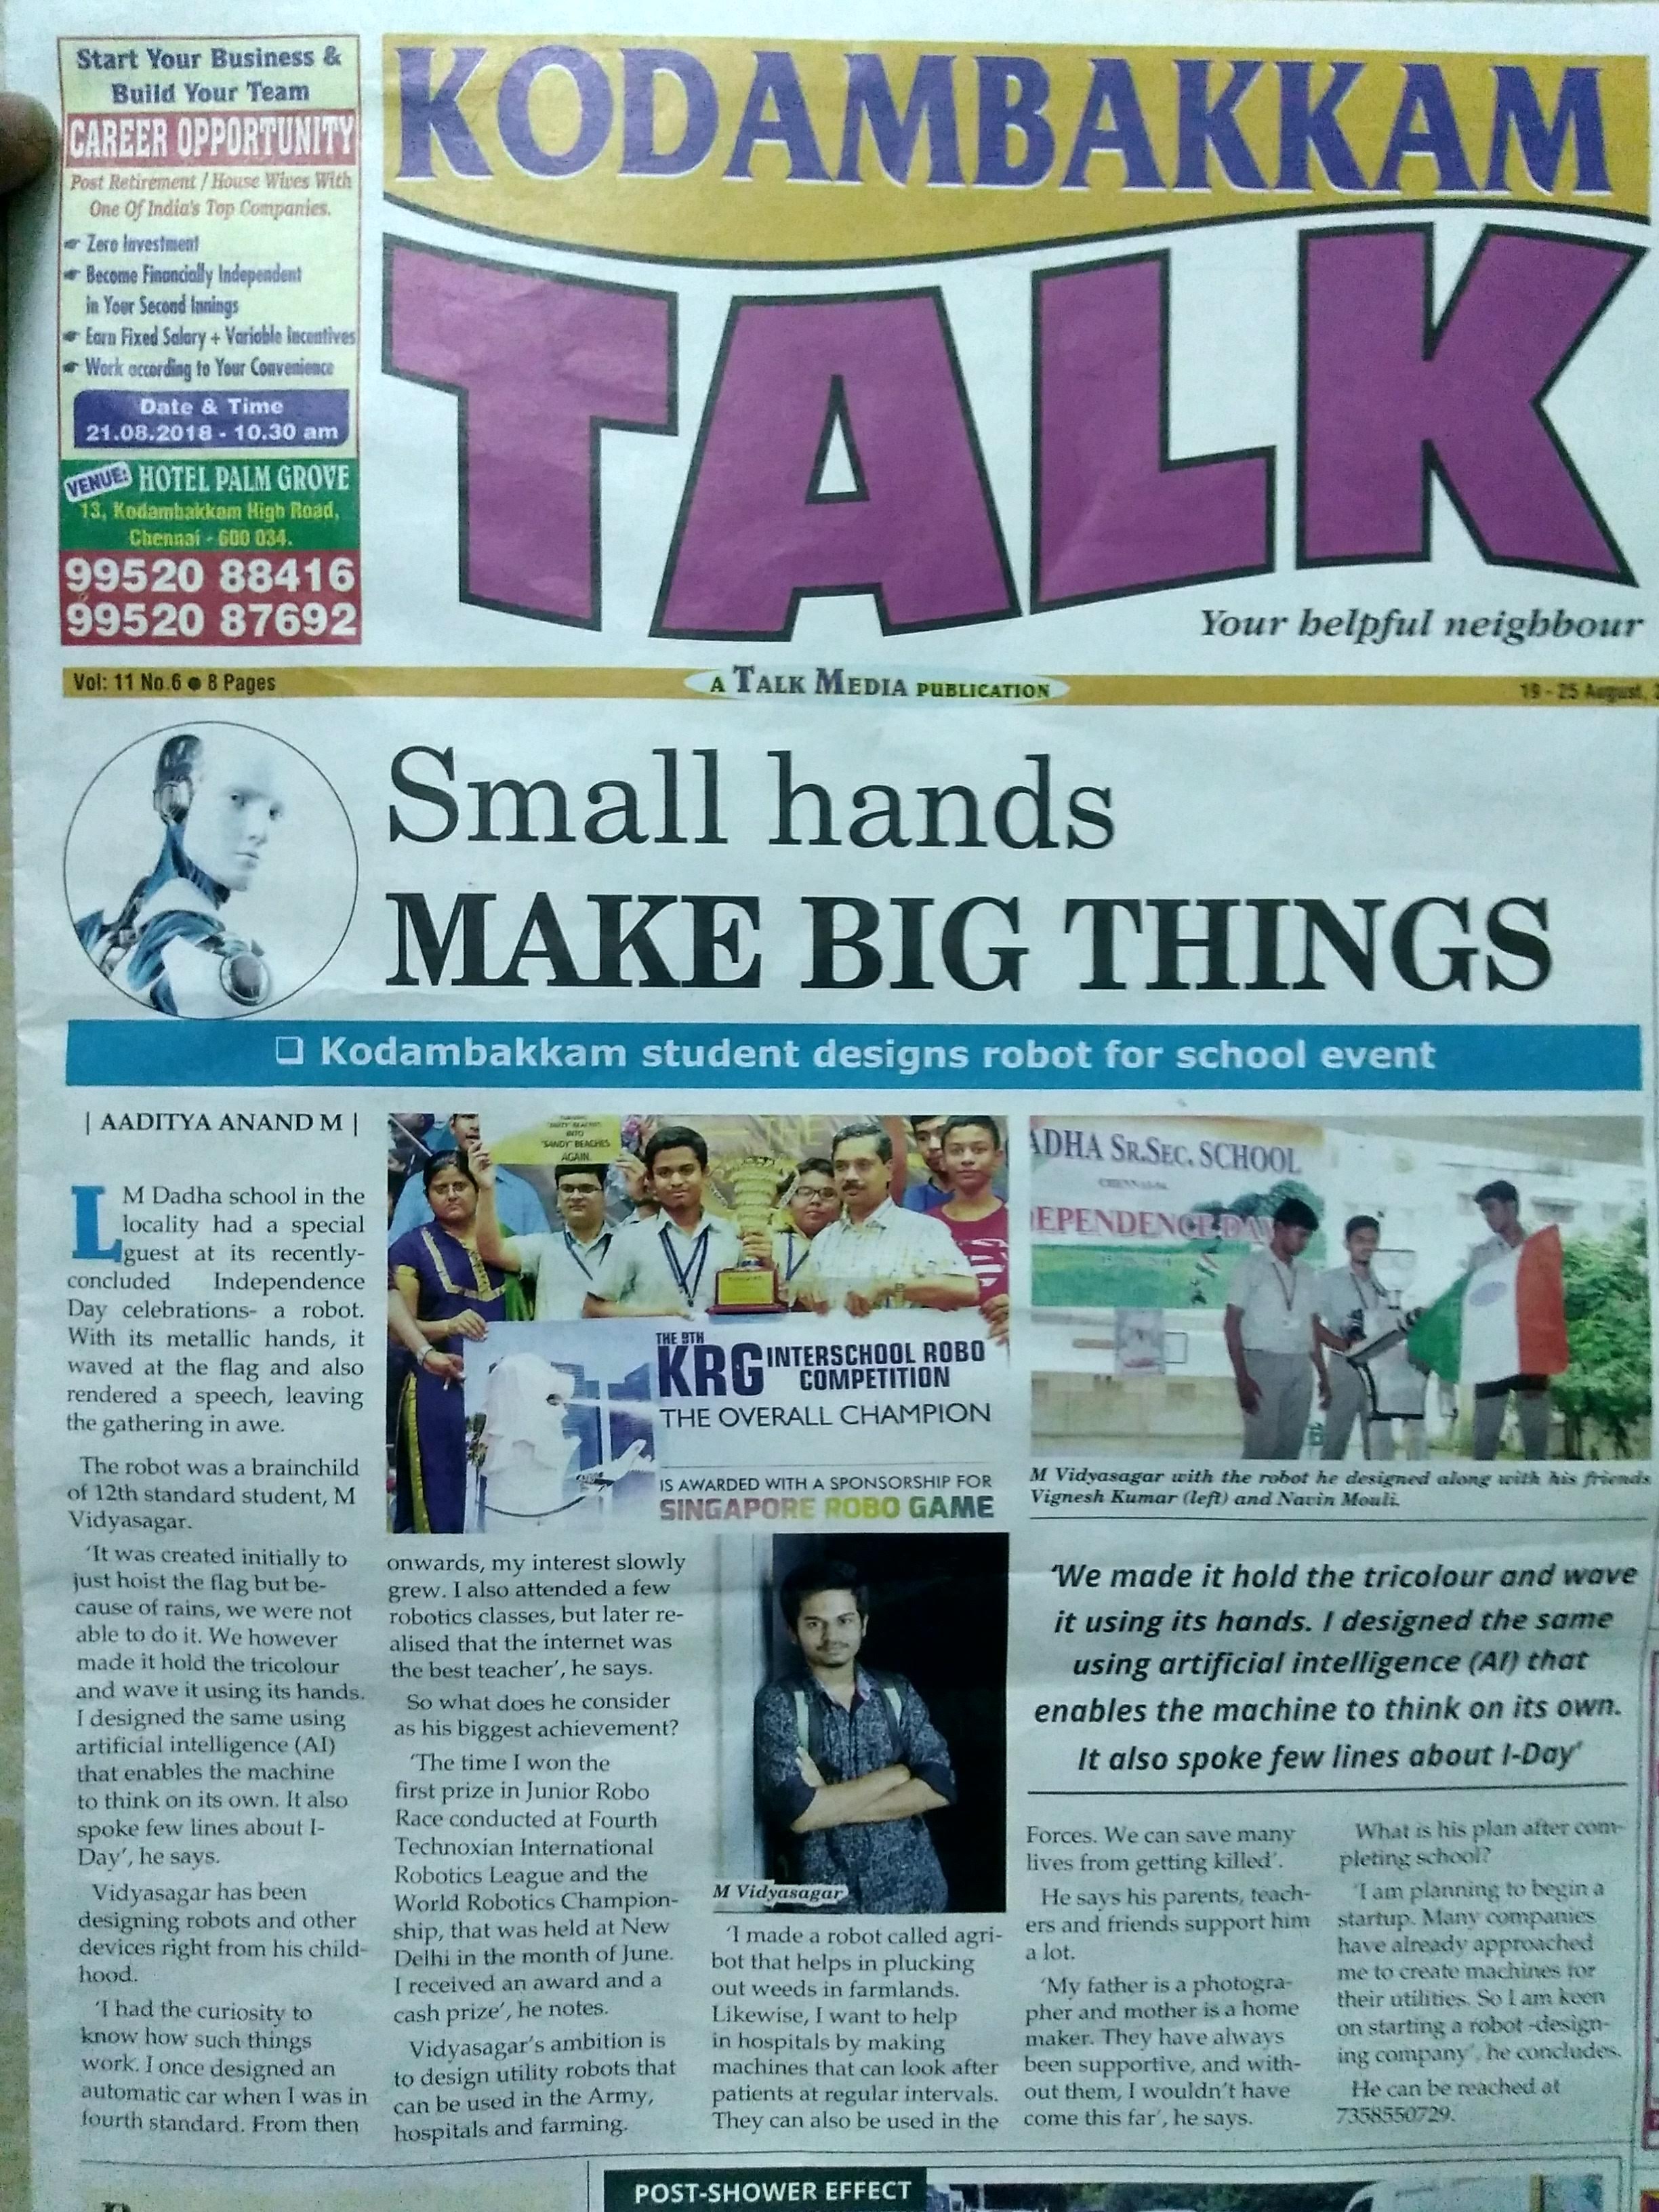 Start Your Business &
Build Your Team
CAREER OPPORTUNITY
Post Retirement / House Wives With
One Of India's Top Companies.
Zero Investment
Become Financially Independent
in Your Second Innings
Earn Fixed Salary + Variable Incentives
Work according to Your Convenience
Date & Time
21.08.2018 - 10.30 am
VENUE: HOTEL PALM GROVE
13, Kodambakkam High Road,
Chennai - 600 034.
99520 88416
99520 87692
KODAMBAKKAM
TALK
Your helpful neighbour
Vol: 11 No.6 ● 8 Pages
A TALK MEDIA PUBLICATION
19 - 25 August,
Small hands
MAKE BIG THINGS
❑ Kodambakkam student designs robot for school event
| AADITYA ANAND M |
LM Dadha school in the
locality had a special
guest at its recently-
concluded Independence
Day celebrations- a robot.
With its metallic hands, it
waved at the flag and also
rendered a speech, leaving
the gathering in awe.
The robot was a brainchild
of 12th standard student, M
Vidyasagar.
'It was created initially to
just hoist the flag but be-
cause of rains, we were not
able to do it. We however
made it hold the tricolour
and wave it using its hands.
I designed the same using
artificial intelligence (AI)
that enables the machine
to think on its own. It also
spoke few lines about I-
Day', he says.
Vidyasagar has been
designing robots and other
devices right from his child-
hood.
'I had the curiosity to
know how such things
work. I once designed an
automatic car when I was in
fourth standard. From then
INTO
"SANDY" BEACHES
AGAIN.
THE 9TH
KRG INTERSCHOOL ROBO
COMPETITION
THE OVERALL CHAMPION
IS AWARDED WITH A SPONSORSHIP FOR
SINGAPORE ROBO GAME
onwards, my interest slowly
grew. I also attended a few
robotics classes, but later re-
alised that the internet was
the best teacher', he says.
So what does he consider
as his biggest achievement?
'The time I won the
first prize in Junior Robo
Race conducted at Fourth
Technoxian International
Robotics League and the
World Robotics Champion-
ship, that was held at New
Delhi in the month of June.
I received an award and a
cash prize', he notes.
Vidyasagar's ambition is
to design utility robots that
can be used in the Army,
hospitals and farming.
M Vidyasagar
'I made a robot called agri-
bot that helps in plucking
out weeds in farmlands.
Likewise, I want to help
in hospitals by making
machines that can look after
patients at regular intervals.
They can also be used in the
ADHA SR.SEC. SCHOOL
EPENDENCE DAY
M Vidyasagar with the robot he designed along with his friends
Vignesh Kumar (left) and Navin Mouli.
'We made it hold the tricolour and wave
it using its hands. I designed the same
using artificial intelligence (AI) that
enables the machine to think on its own.
It also spoke few lines about I-Day'
Forces. We can save many
lives from getting killed'.
He says his parents, teach-
ers and friends support him
a lot.
'My father is a photogra-
pher and mother is a home
maker. They have always
been supportive, and with-
out them, I wouldn't have
come this far', he says.
What is his plan after com-
pleting school?
'I am planning to begin a
startup. Many companies
have already approached
me to create machines for
their utilities. So I am keen
on starting a robot -design-
ing company', he concludes.
He can be reached at
7358550729.
POST-SHOWER EFFECT